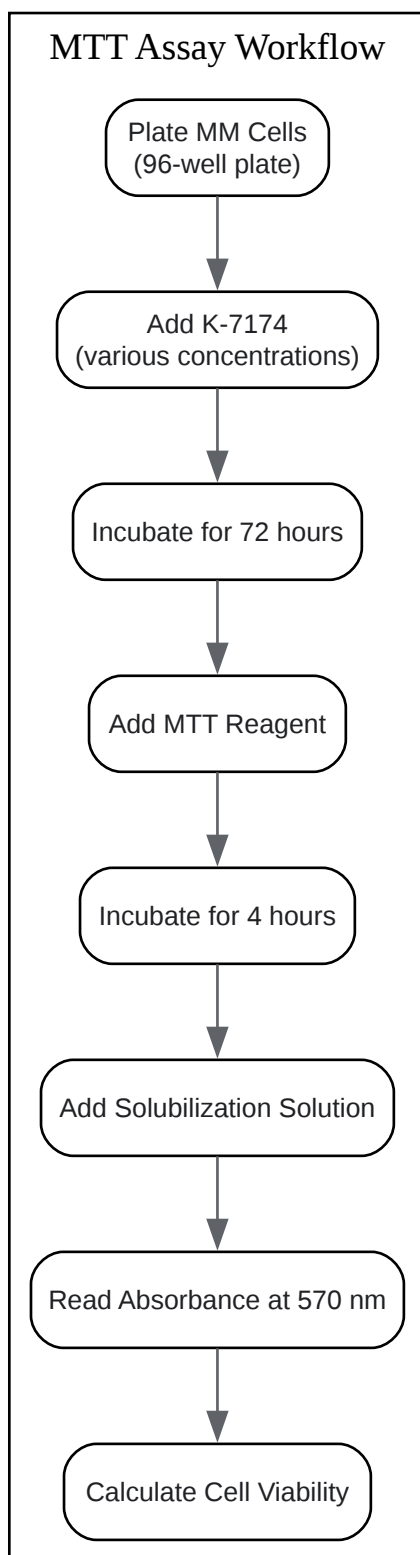 MTT Assay Workflow
Plate MM Cells
(96-well plate)
Add K-7174
(various concentrations)
Incubate for 72 hours
Add MTT Reagent
Incubate for 4 hours
Add Solubilization Solution
Read Absorbance at 570 nm
Calculate Cell Viability